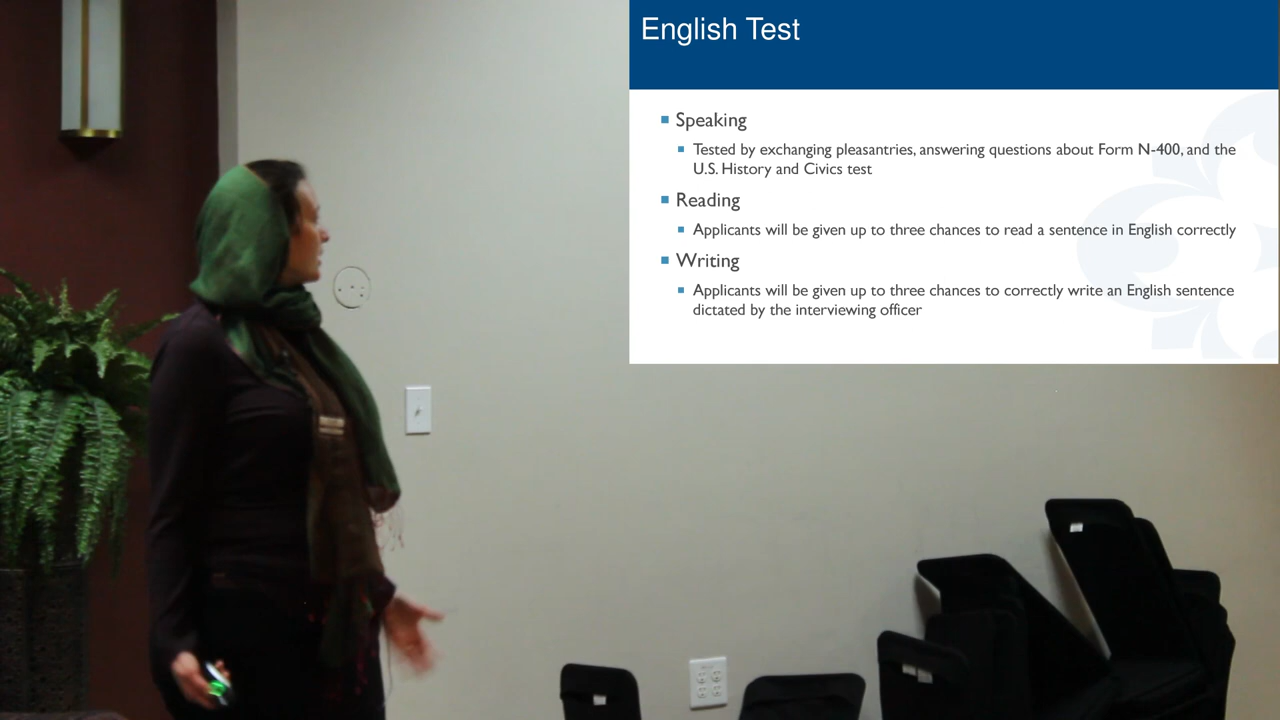 English Test
Speaking
Tested by exchanging pleasantries, answering questions about Form N-400, and the
U.S. History and Civics test
Reading
Applicants will be given up to three chances to read a sentence in English correctly
Writing
Applicants will be given up to three chances to correctly write an English sentence
dictated by the interviewing officer